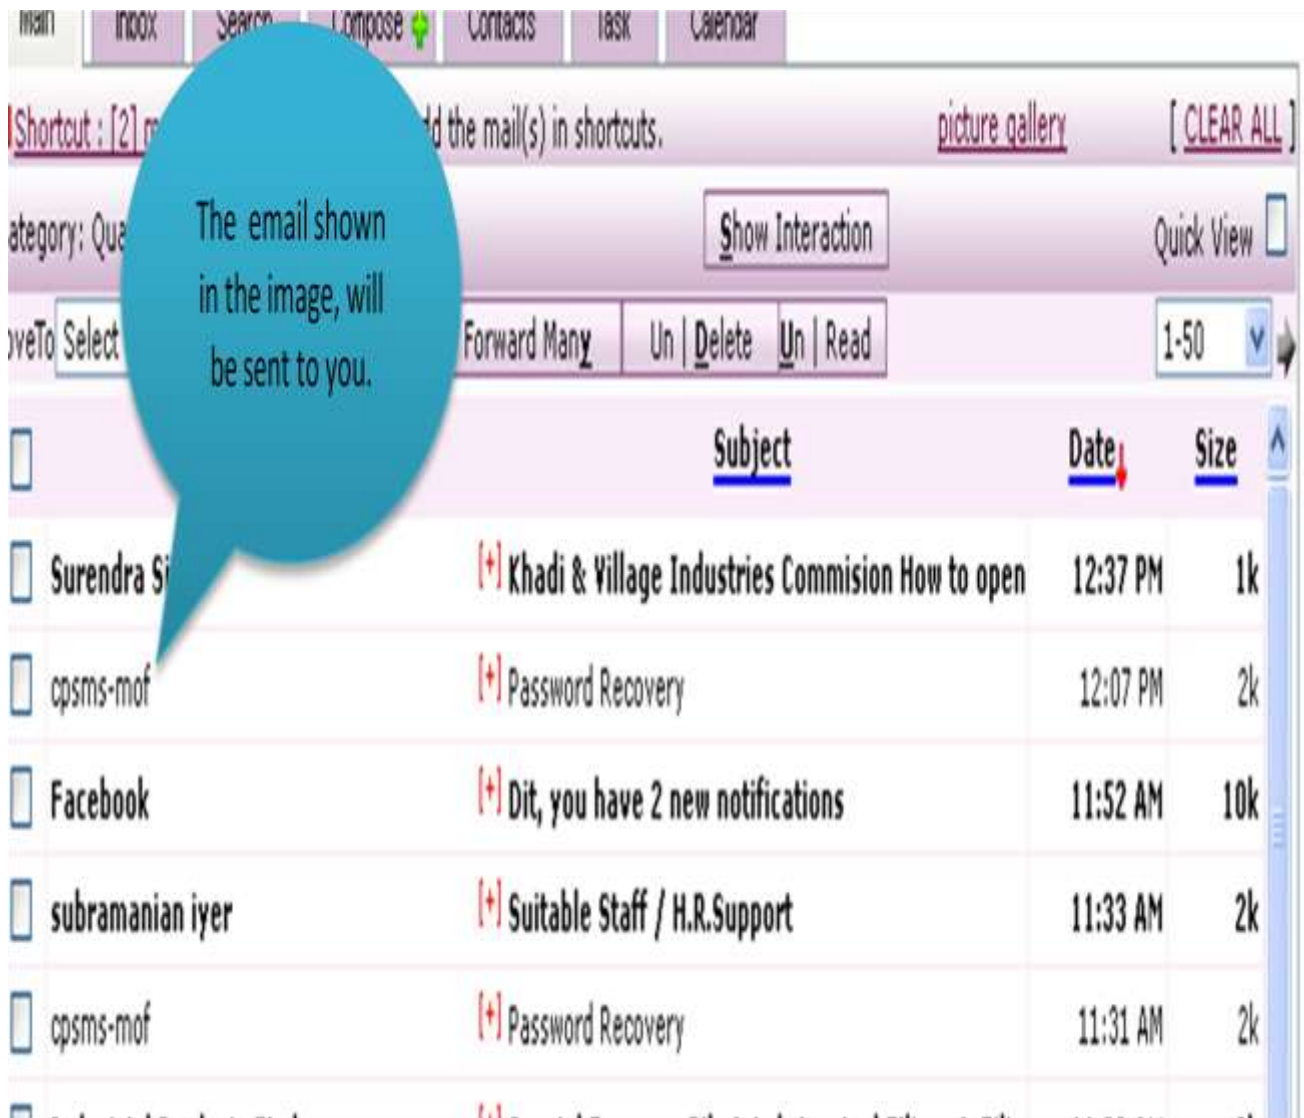 Main Inbox Search Compose Contacts Task Calendar
Shortcut : [2] dd the mail(s) in shortcuts. picture gallery [ CLEAR ALL ]
ategory: Qua Show Interaction Quick View
oveTo Select Forward Many Un | Delete Un | Read 1-50
The email shown
in the image, will
be sent to you.
Subject Date Size
Surendra Si [+] Khadi & Village Industries Commision How to open 12:37 PM 1k
cpsms-mof [+] Password Recovery 12:07 PM 2k
Facebook [+] Dit, you have 2 new notifications 11:52 AM 10k
subramanian iyer [+] Suitable Staff / H.R.Support 11:33 AM 2k
cpsms-mof [+] Password Recovery 11:31 AM 2k